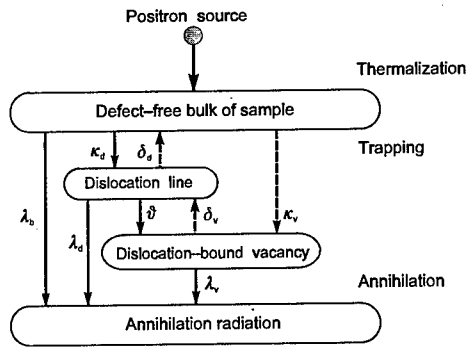 Positron source
Thermalization
Defect–free bulk of sample
Trapping
κd
δd
Dislocation line
λb
λd
ϑ
δv
κv
Dislocation–bound vacancy
λv
Annihilation
Annihilation radiation